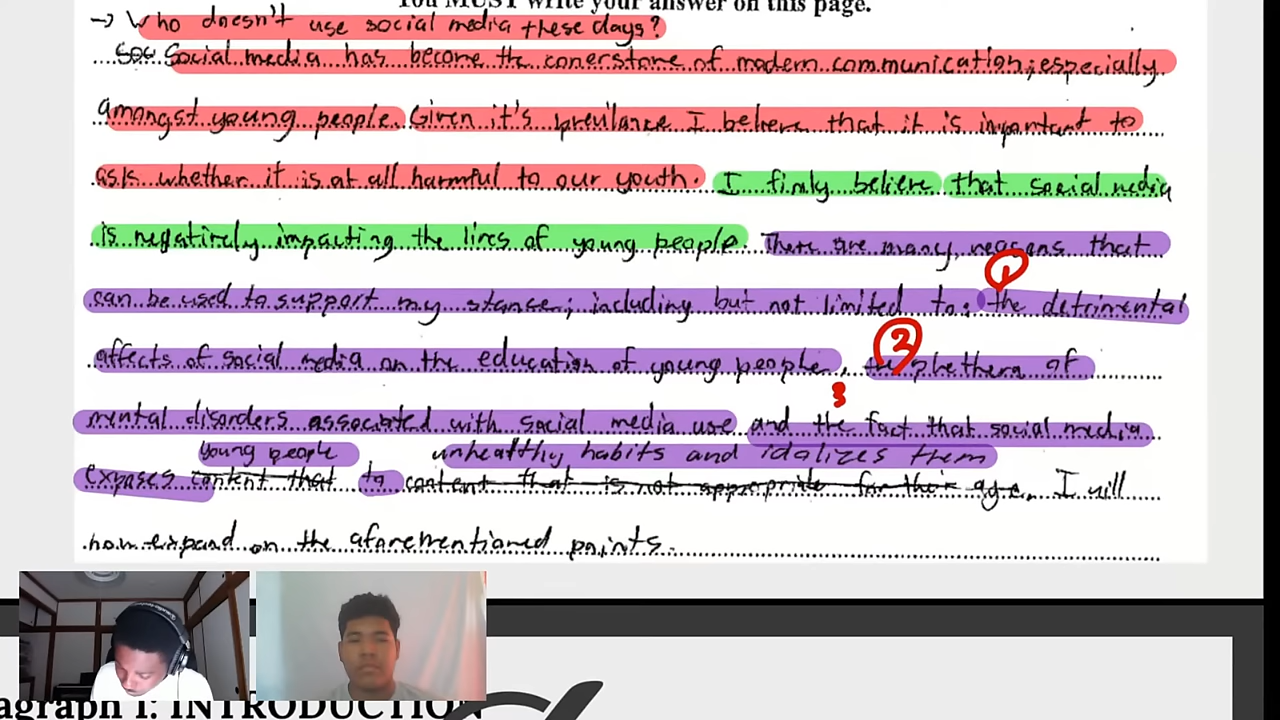 You MUST write your answer on this page.
→ Who doesn't use social media these days?
Social media has become the conerstone of modern communication; especially
amongst young people. Given it's prevelance I believe that it is important to
ask whether it is at all harmful to our youth. I firmly believe that social media
is negatively impacting the lives of young people. There are many reasons that
1
can be used to support my stance; including but not limited to: the detrimental
2
affects of social media on the education of young people, the plethera of
3
mental disorders associated with social media use and the fact that social media
young people unhealthy habits and idalizes them
exposes content that to content that is not appropriate for their age. I will
now expand on the aforementioned points.
agraph 1: INTRODUCTION